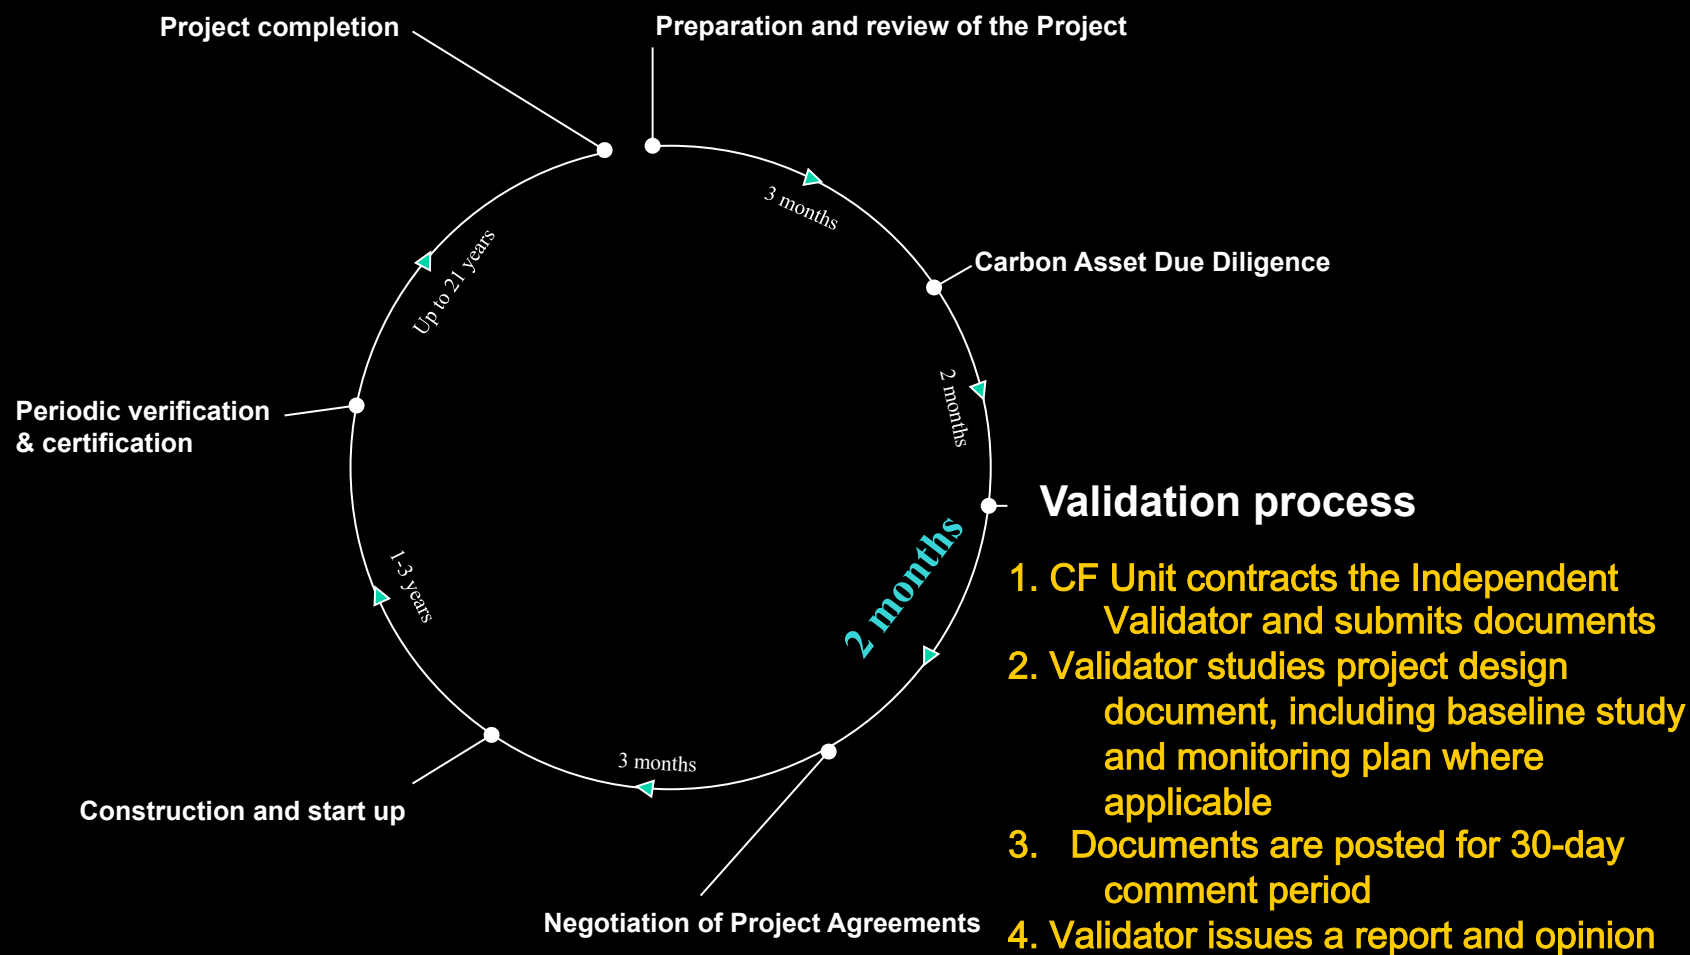 Project completion
Preparation and review of the Project
3 months
Carbon Asset Due Diligence
2 months
Validation process
2 months
1. CF Unit contracts the Independent
Validator and submits documents
2. Validator studies project design
document, including baseline study
and monitoring plan where
applicable
3. Documents are posted for 30-day
comment period
4. Validator issues a report and opinion
Negotiation of Project Agreements
3 months
Construction and start up
1-3 years
Periodic verification
& certification
Up to 21 years